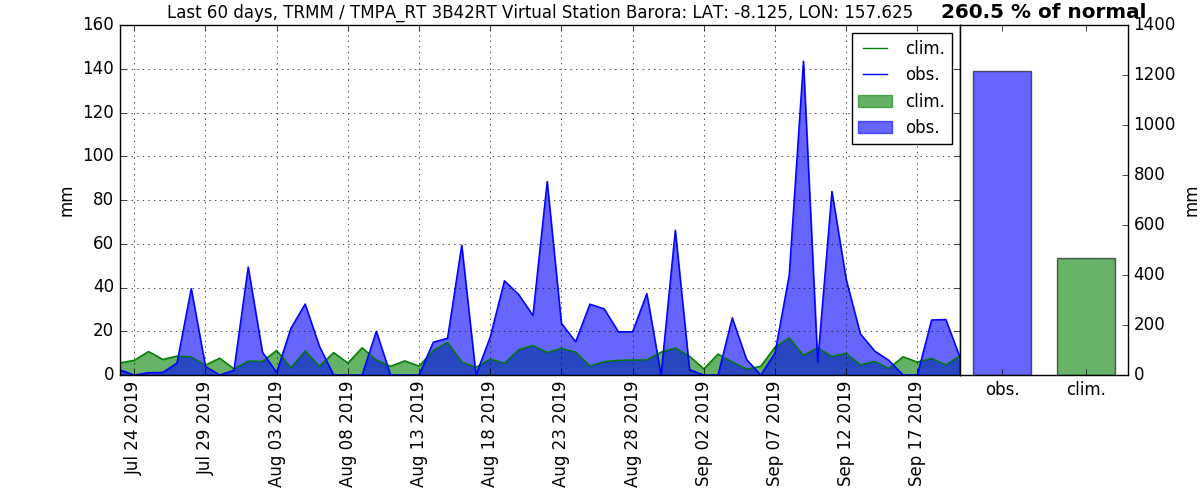 Last 60 days, TRMM / TMPA_RT 3B42RT Virtual Station Barora: LAT: -8.125, LON: 157.625
260.5 % of normal
160
140
120
100
80
60
40
20
0
mm
clim.
obs.
clim.
obs.
1400
1200
1000
800
600
400
200
0
mm
Jul 24 2019
Jul 29 2019
Aug 03 2019
Aug 08 2019
Aug 13 2019
Aug 18 2019
Aug 23 2019
Aug 28 2019
Sep 02 2019
Sep 07 2019
Sep 12 2019
Sep 17 2019
obs.
clim.